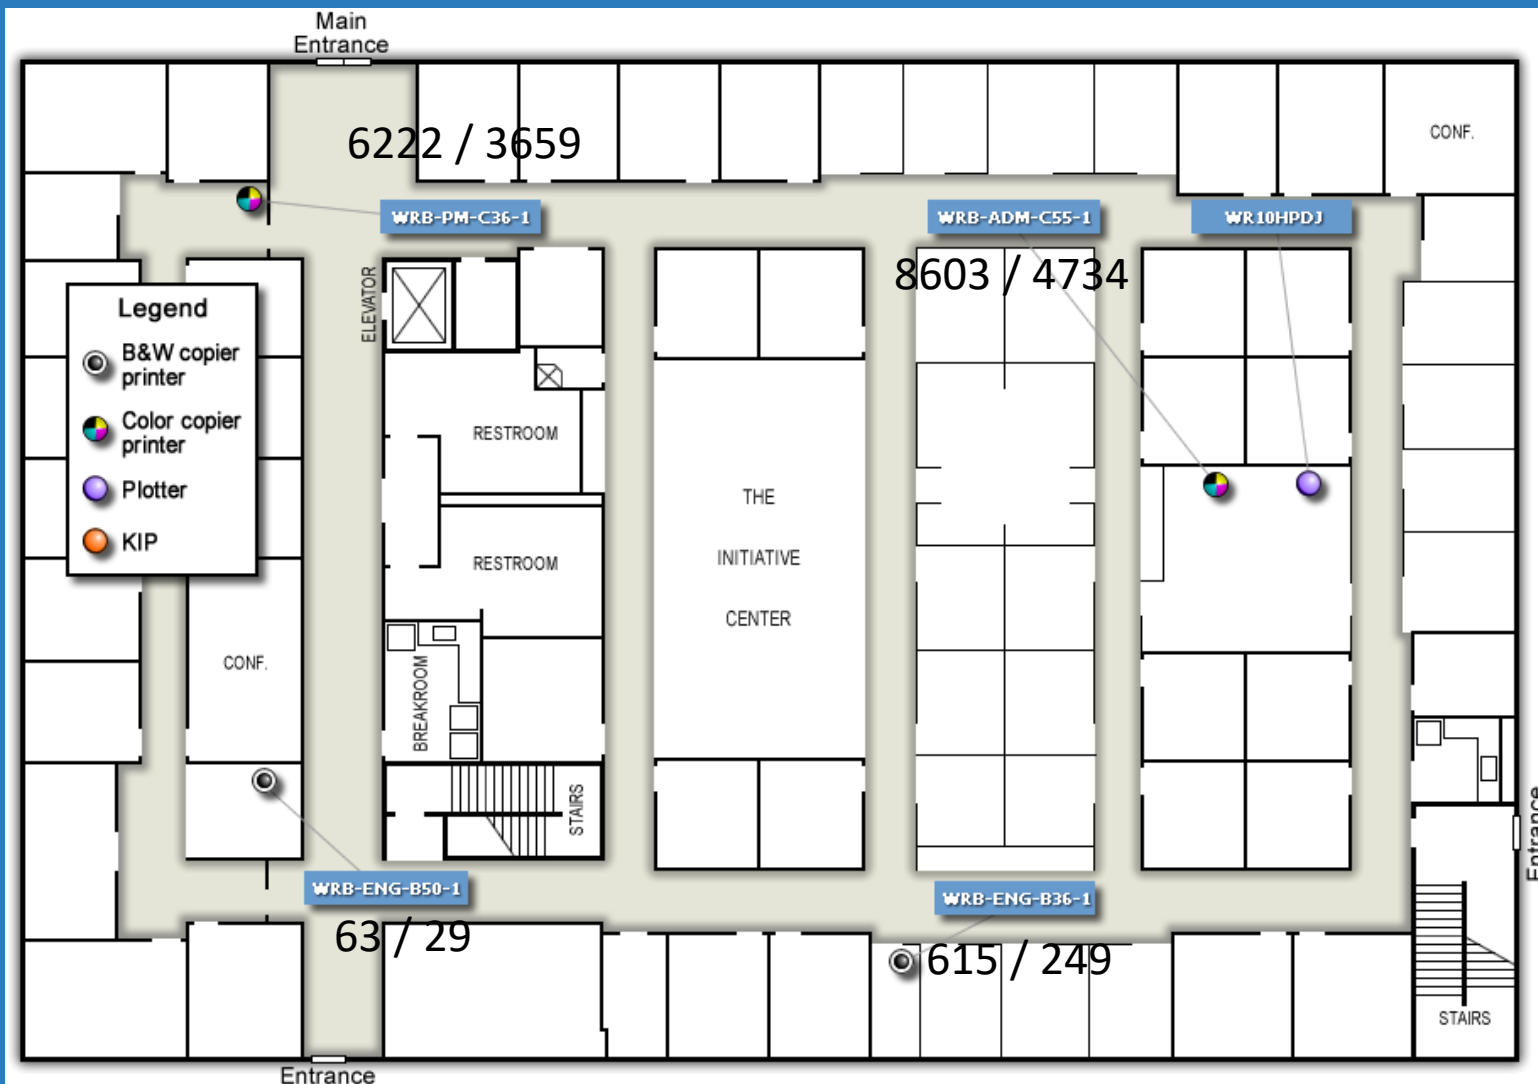 Main
Entrance
6222 / 3659
WRB-PM-C36-1
WRB-ADM-C55-1
WR10HPDJ
CONF.
8603 / 4734
ELEVATOR
Legend
B&W copier
printer
Color copier
printer
Plotter
KIP
RESTROOM
RESTROOM
THE
INITIATIVE
CENTER
CONF.
BREAKROOM
STAIRS
WRB-ENG-B50-1
63 / 29
WRB-ENG-B36-1
615 / 249
Entrance
STAIRS
Entrance